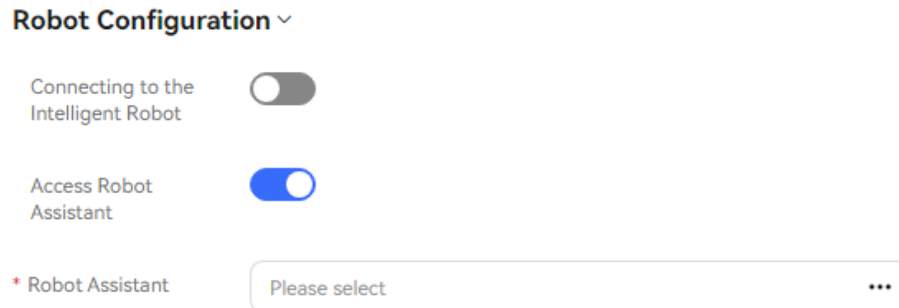 Robot Configuration
Connecting to the
Intelligent Robot
Access Robot
Assistant
* Robot Assistant
Please select